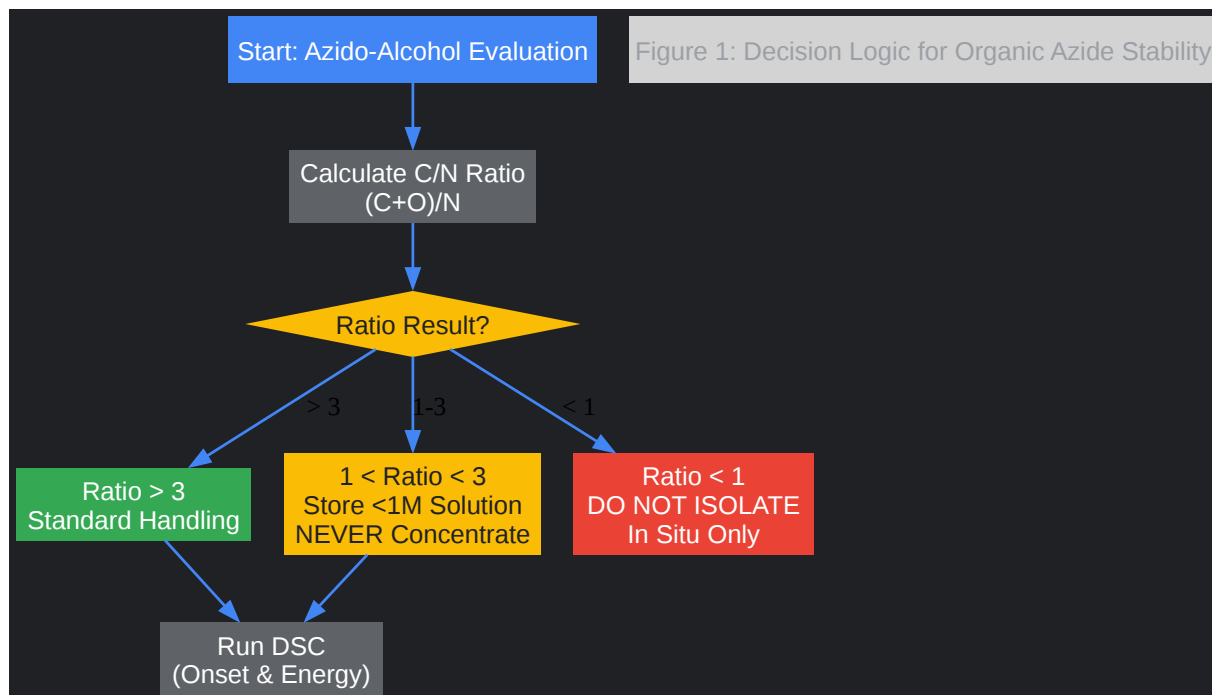 Start: Azido-Alcohol Evaluation
Figure 1: Decision Logic for Organic Azide Stability
Calculate C/N Ratio
(C+O)/N
Ratio Result?
> 3
1-3
< 1
Ratio > 3
Standard Handling
1 < Ratio < 3
Store <1M Solution
NEVER Concentrate
Ratio < 1
DO NOT ISOLATE
In Situ Only
Run DSC
(Onset & Energy)